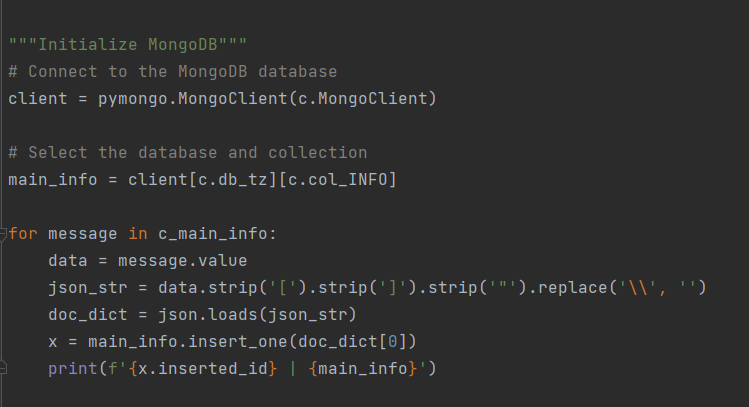 """Initialize MongoDB"""
# Connect to the MongoDB database
client = pymongo.MongoClient(c.MongoClient)
# Select the database and collection
main_info = client[c.db_tz][c.col_INFO]
for message in c_main_info:
    data = message.value
    json_str = data.strip('[').strip(']').strip('"').replace('\\', '')
    doc_dict = json.loads(json_str)
    x = main_info.insert_one(doc_dict[0])
    print(f'{x.inserted_id} | {main_info}')